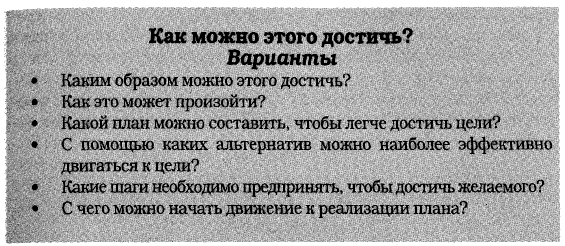 Как можно этого достичь?
Варианты
• Каким образом можно этого достичь?
• Как это может произойти?
• Какой план можно составить, чтобы легче достичь цели?
• С помощью каких альтернатив можно наиболее эффективно
двигаться к цели?
• Какие шаги необходимо предпринять, чтобы достичь желаемого?
• С чего можно начать движение к реализации плана?